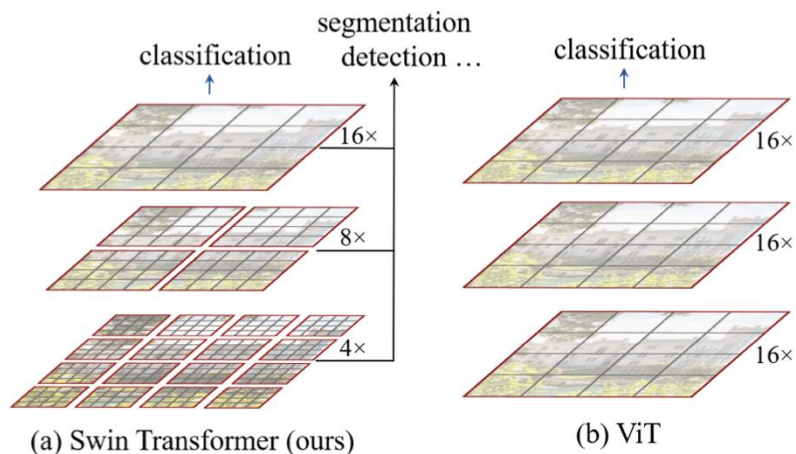 segmentation
classification
detection ...
16×
8×
4×
(a) Swin Transformer (ours)
classification
16×
16×
16×
(b) ViT